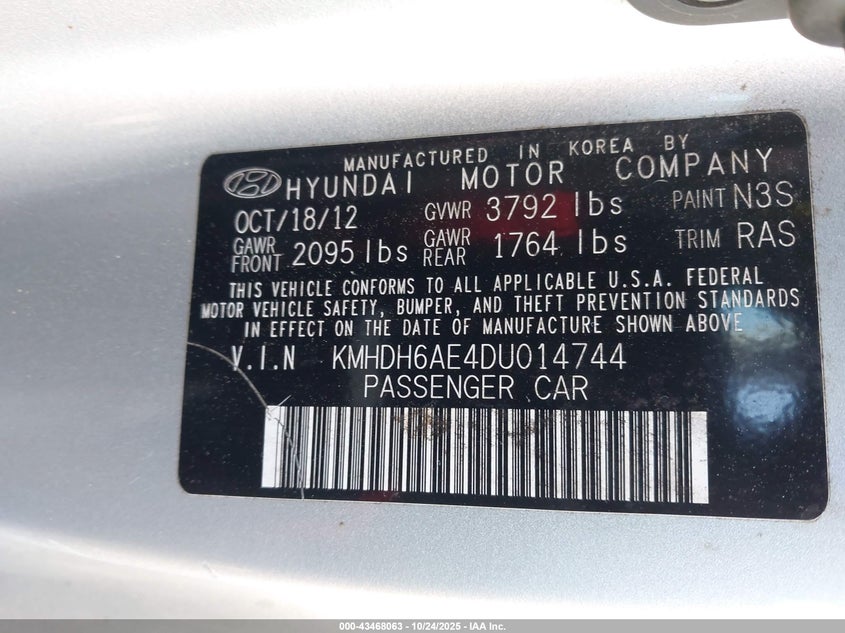 MANUFACTURED IN KOREA BY
HYUNDAI MOTOR COMPANY
OCT/18/12 GVWR 3792 lbs PAINT N3S
GAWR FRONT 2095 lbs GAWR REAR 1764 lbs TRIM RAS
THIS VEHICLE CONFORMS TO ALL APPLICABLE U.S.A. FEDERAL
MOTOR VEHICLE SAFETY, BUMPER, AND THEFT PREVENTION STANDARDS
IN EFFECT ON THE DATE OF MANUFACTURE SHOWN ABOVE
V.I.N KMHDH6AE4DU014744
PASSENGER CAR
000-43468063 - 10/24/2025 - IAA Inc.